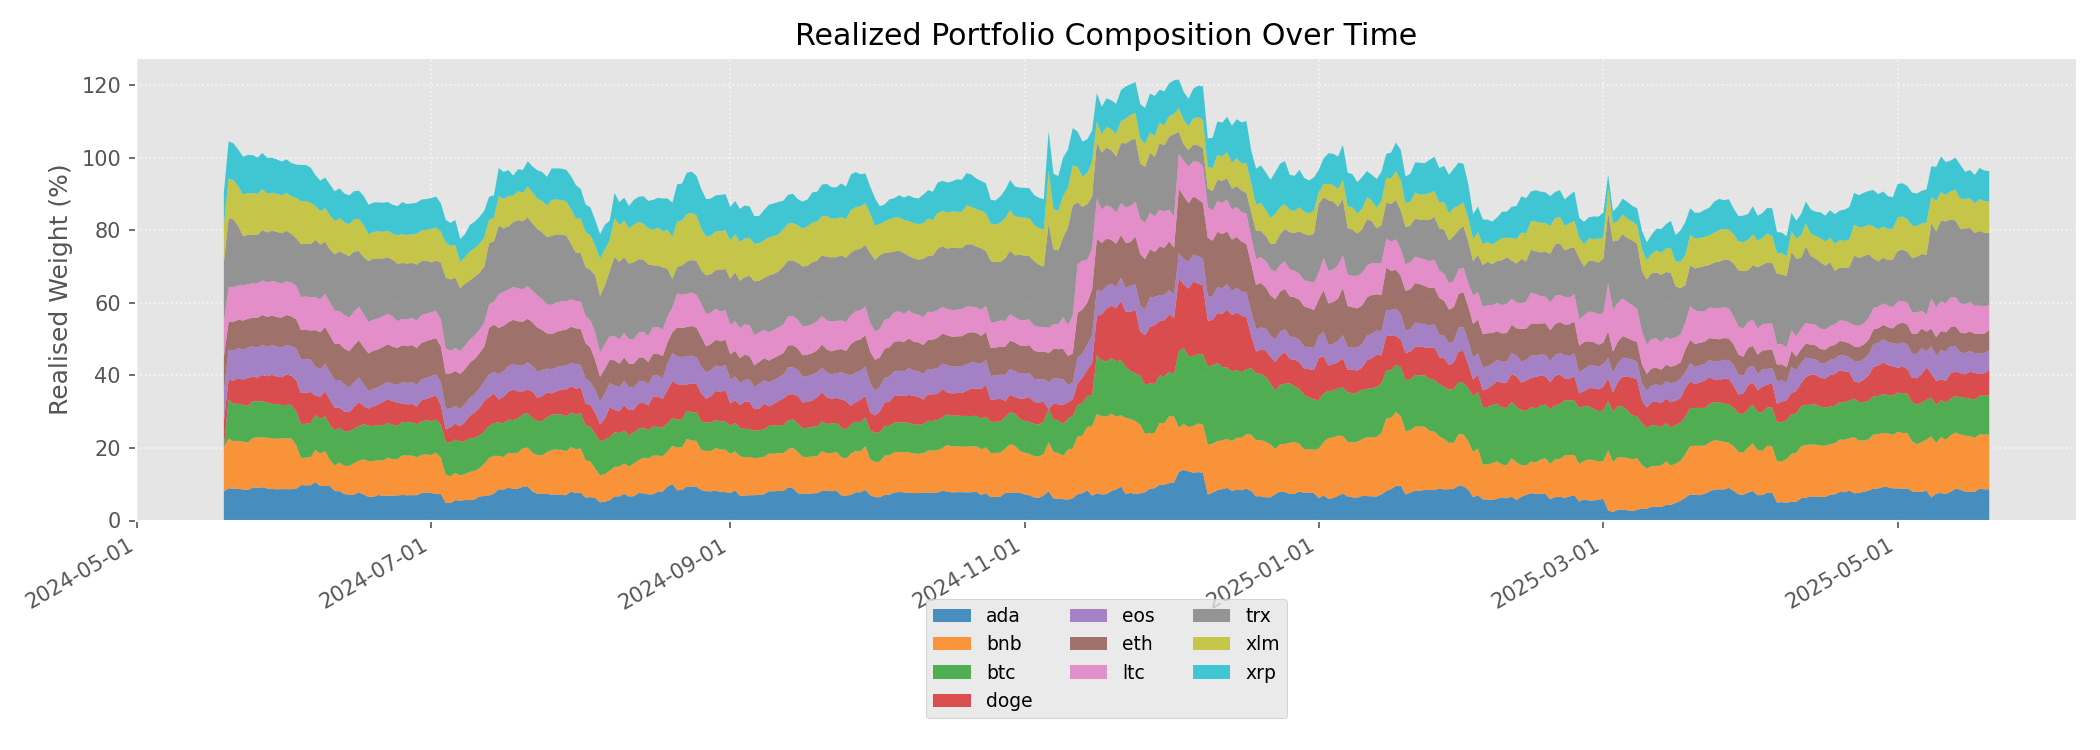 Realized Portfolio Composition Over Time
Realised Weight (%)
120
100
80
60
40
20
0
2024-05-01
2024-07-01
2024-09-01
2024-11-01
2025-01-01
2025-03-01
2025-05-01
ada
bnb
btc
doge
eos
eth
ltc
trx
xlm
xrp